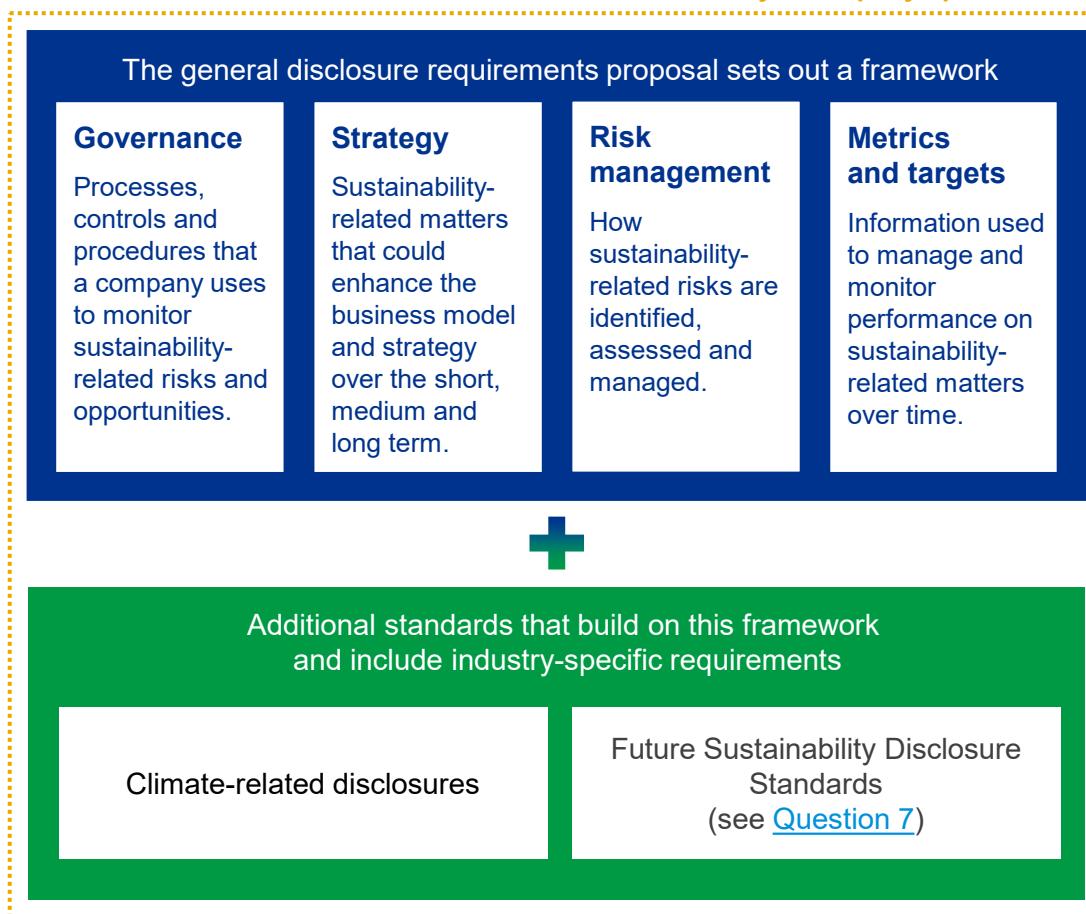 The general disclosure requirements proposal sets out a framework
Governance
Processes,
controls and
procedures that
a company uses
to monitor
sustainability-
related risks and
opportunities.
Strategy
Sustainability-
related matters
that could
enhance the
business model
and strategy
over the short,
medium and
long term.
Risk
management
How
sustainability-
related risks are
identified,
assessed and
managed.
Metrics
and targets
Information used
to manage and
monitor
performance on
sustainability-
related matters
over time.
Additional standards that build on this framework
and include industry-specific requirements
Climate-related disclosures
Future Sustainability Disclosure
Standards
(see Question 7)